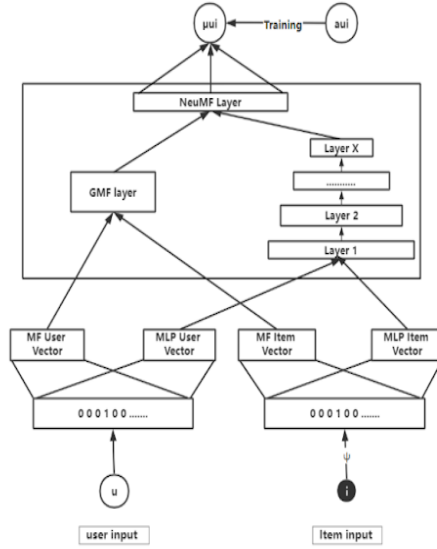 μui
Training
aui
NeuMF Layer
Layer X
...........
GMF layer
Layer 2
Layer 1
MF User
Vector
MLP User
Vector
MF Item
Vector
MLP Item
Vector
0 0 0 1 0 0 .......
0 0 0 1 0 0 .......
ψ
u
i
user input
Item input